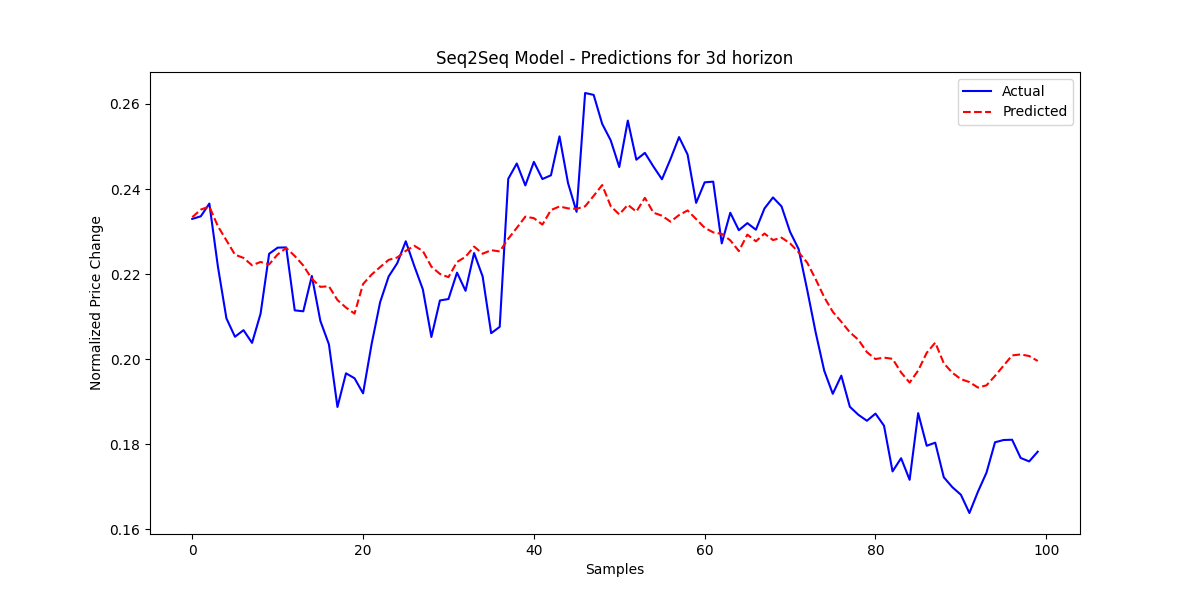 Seq2Seq Model - Predictions for 3d horizon
Actual
Predicted
Normalized Price Change
0.26
0.24
0.22
0.20
0.18
0.16
0
20
40
60
80
100
Samples